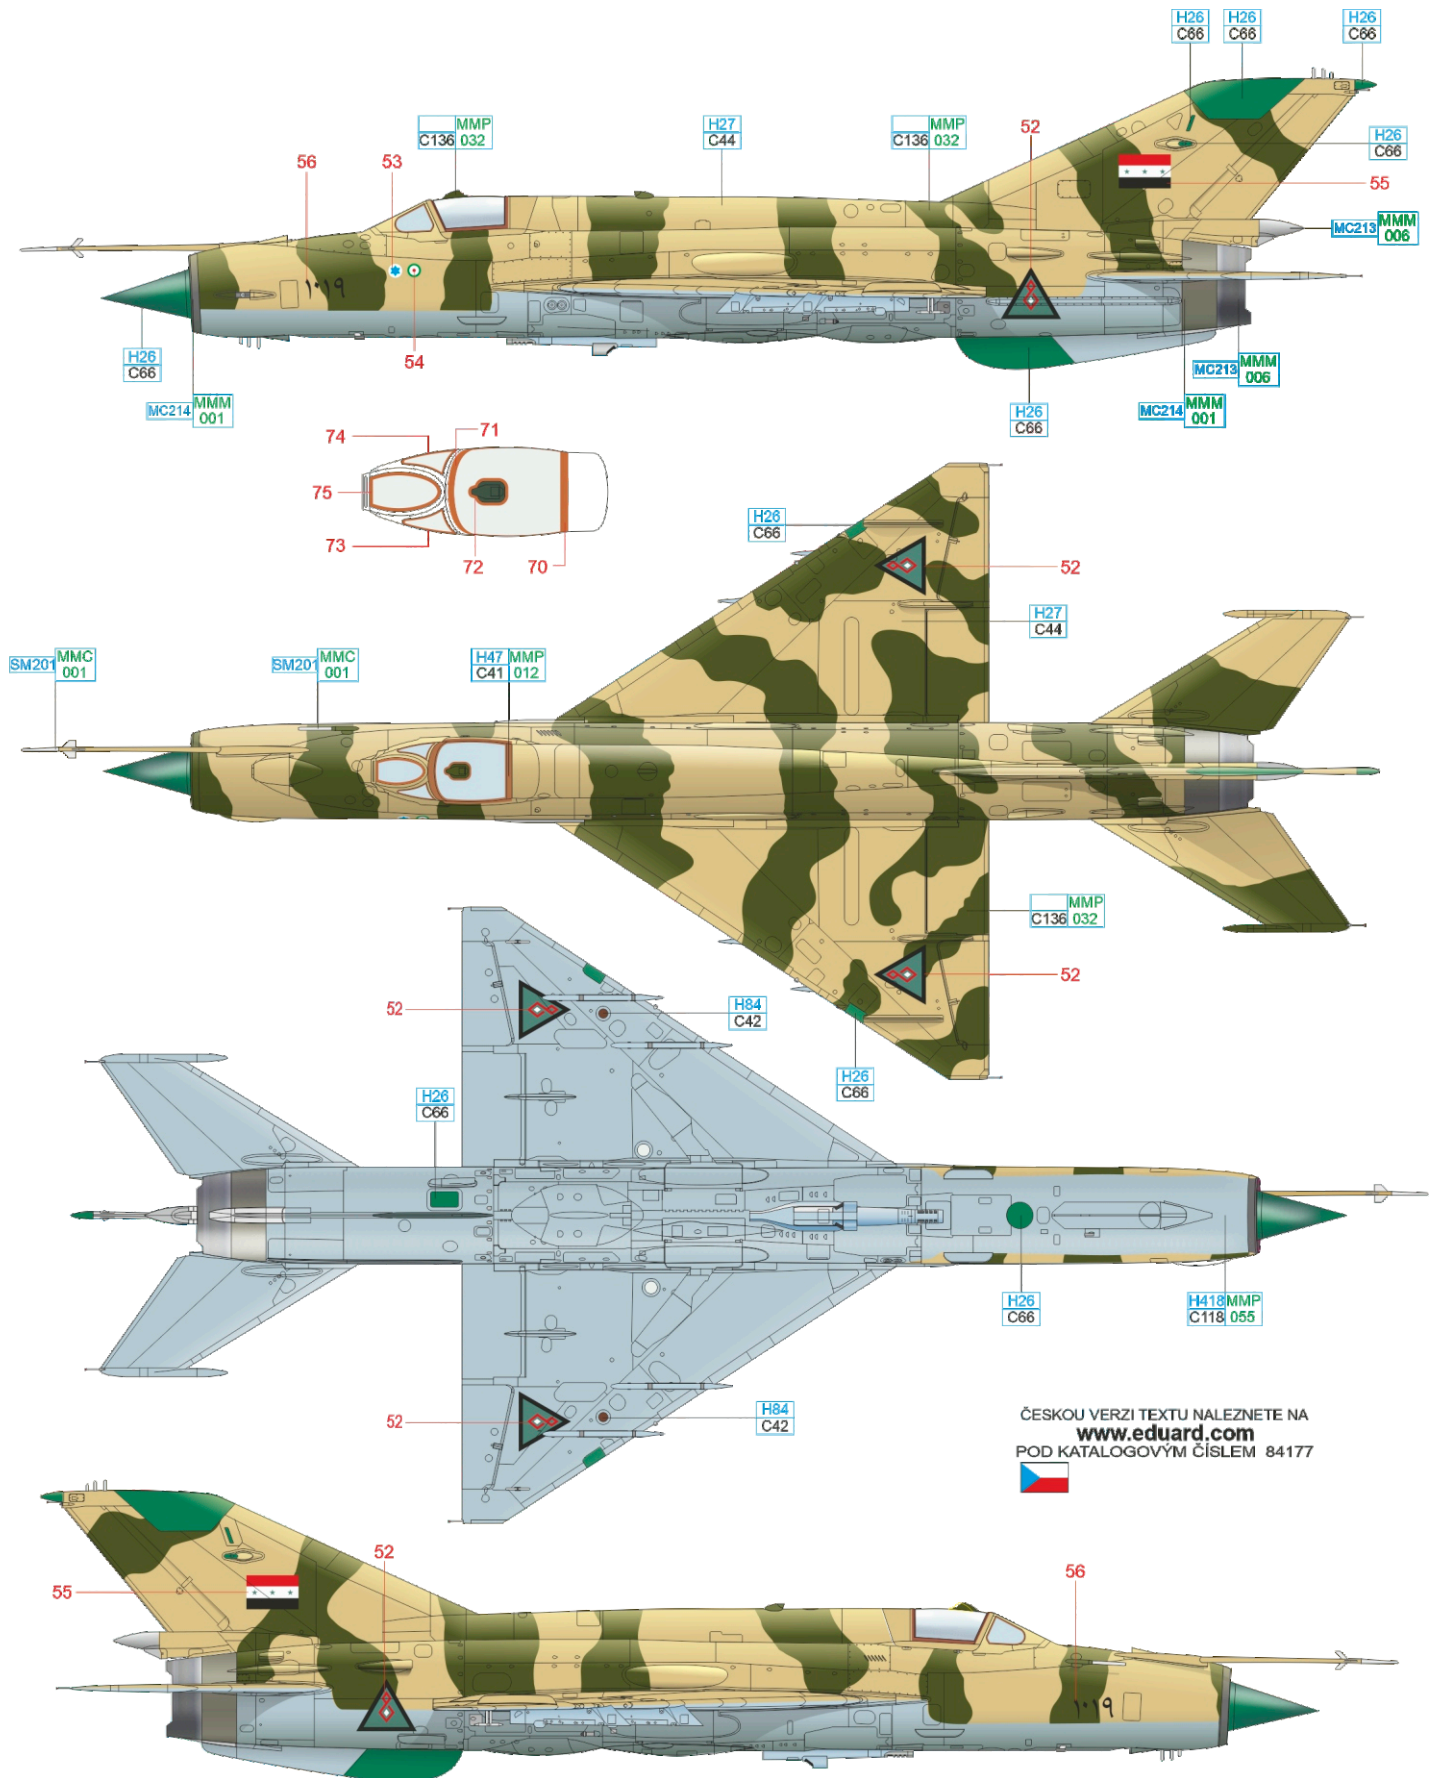 H26 H26 H26
C66 C66 C66
MMP
C136 032
H27
C44
MMP
C136 032
52
H26
C66
56
53
55
MC213 MMM
006
١٠١٩
54
H26
C66
MC213 MMM
006
MC214 MMM
001
MC214 MMM
001
H26
C66
74
71
75
73
72
70
H26
C66
52
H27
C44
SM201 MMC
001
SM201 MMC
001
H47 MMP
C41 012
MMP
C136 032
52
52
H84
C42
H26
C66
H26
C66
H26
C66
H418 MMP
C118 055
52
H84
C42
ČESKOU VERZI TEXTU NALEZNETE NA
www.eduard.com
POD KATALOGOVÝM ČÍSLEM 84177
52
55
56
١٠١٩